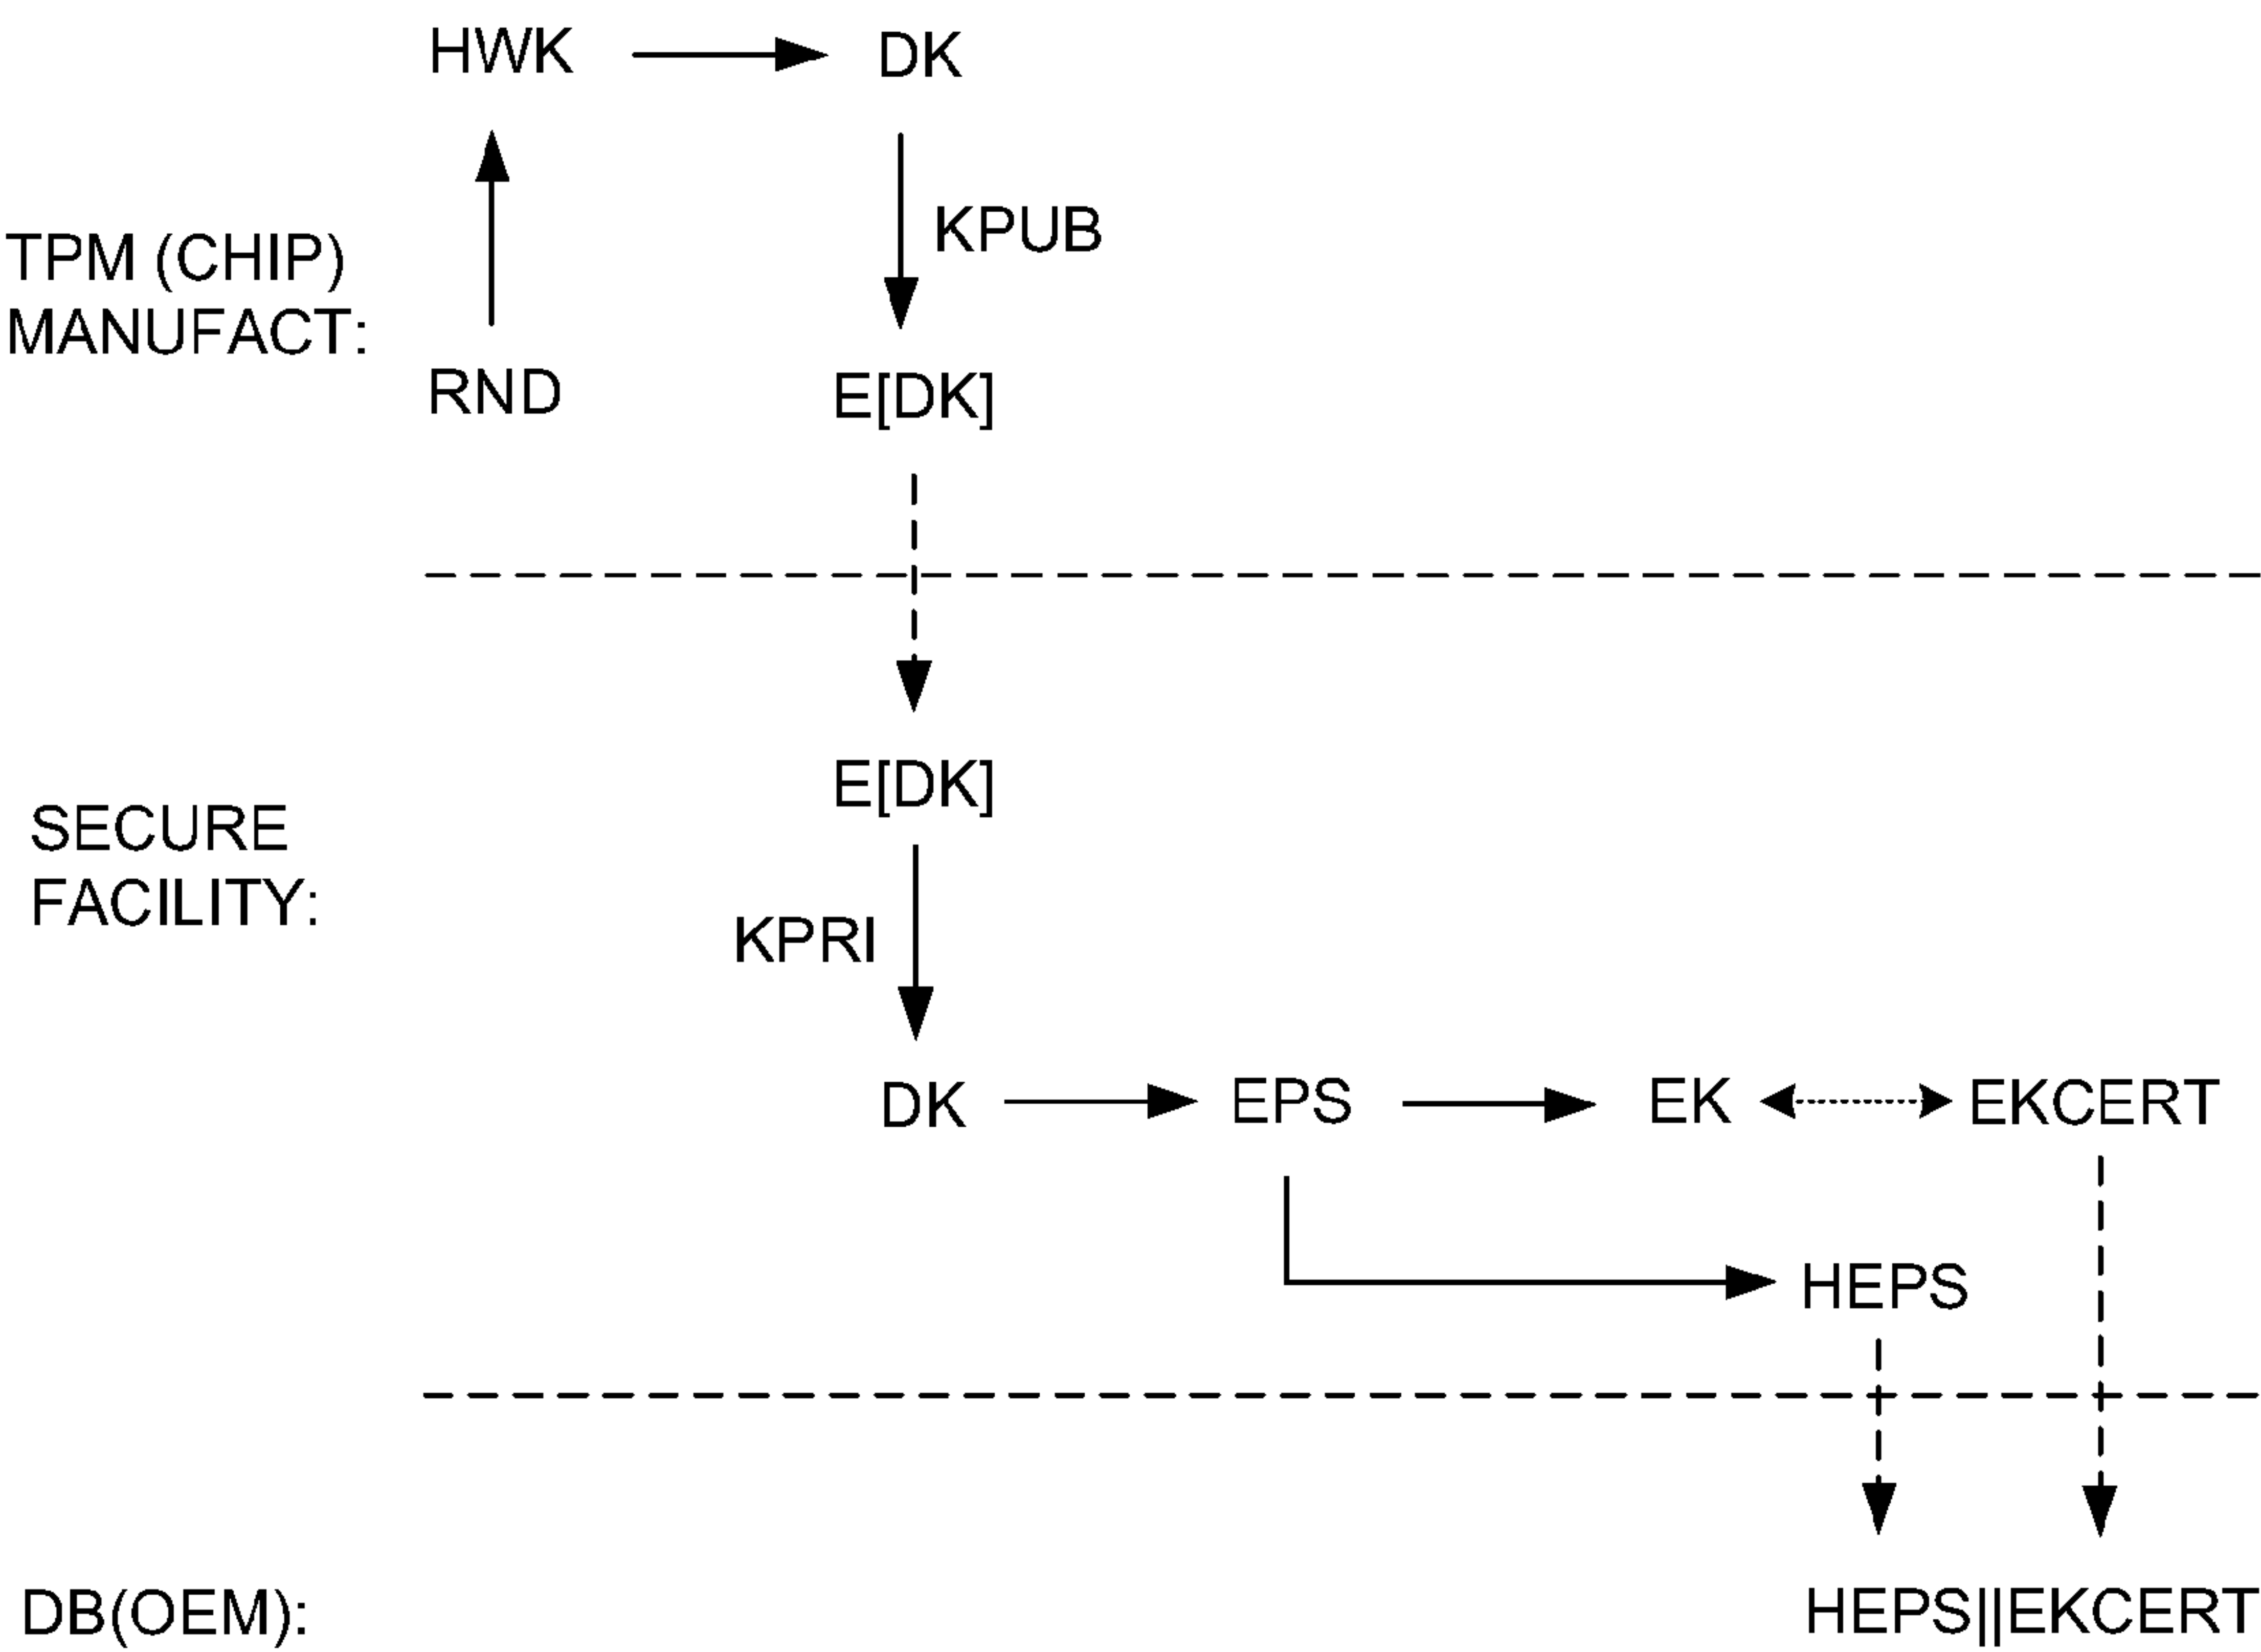 HWK
DK
KPUB
TPM (CHIP)
MANUFACT:
RND
E[DK]
E[DK]
SECURE
FACILITY:
KPRI
DK
EPS
EK
EKCERT
HEPS
DB(OEM):
HEPS||EKCERT